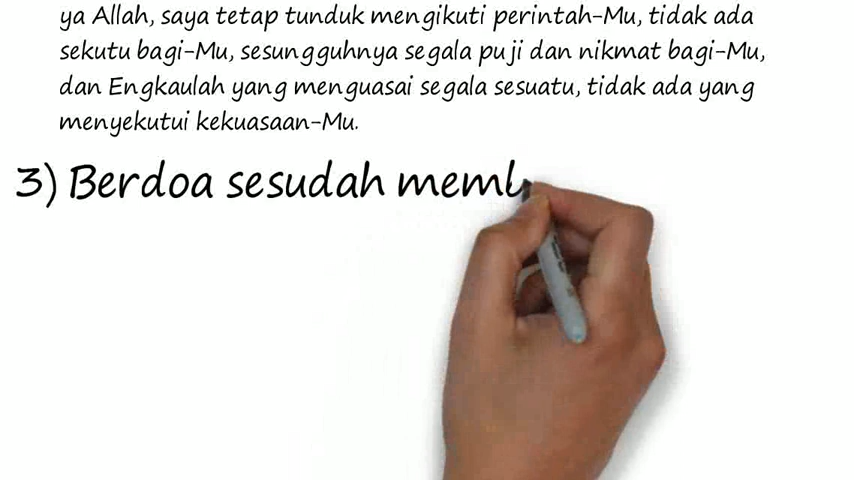 ya Allah, saya tetap tunduk mengikuti perintah-Mu, tidak ada
sekutu bagi-Mu, sesungguhnya segala puji dan nikmat bagi-Mu,
dan Engkaulah yang menguasai segala sesuatu, tidak ada yang
menyekutui kekuasaan-Mu.
3) Berdoa sesudah